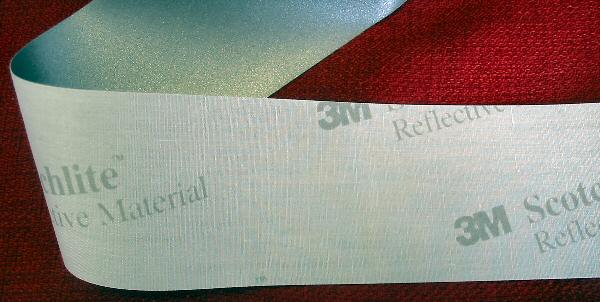 3M
Reflective
chlite™
tive Material
3M Scotc
Reflec